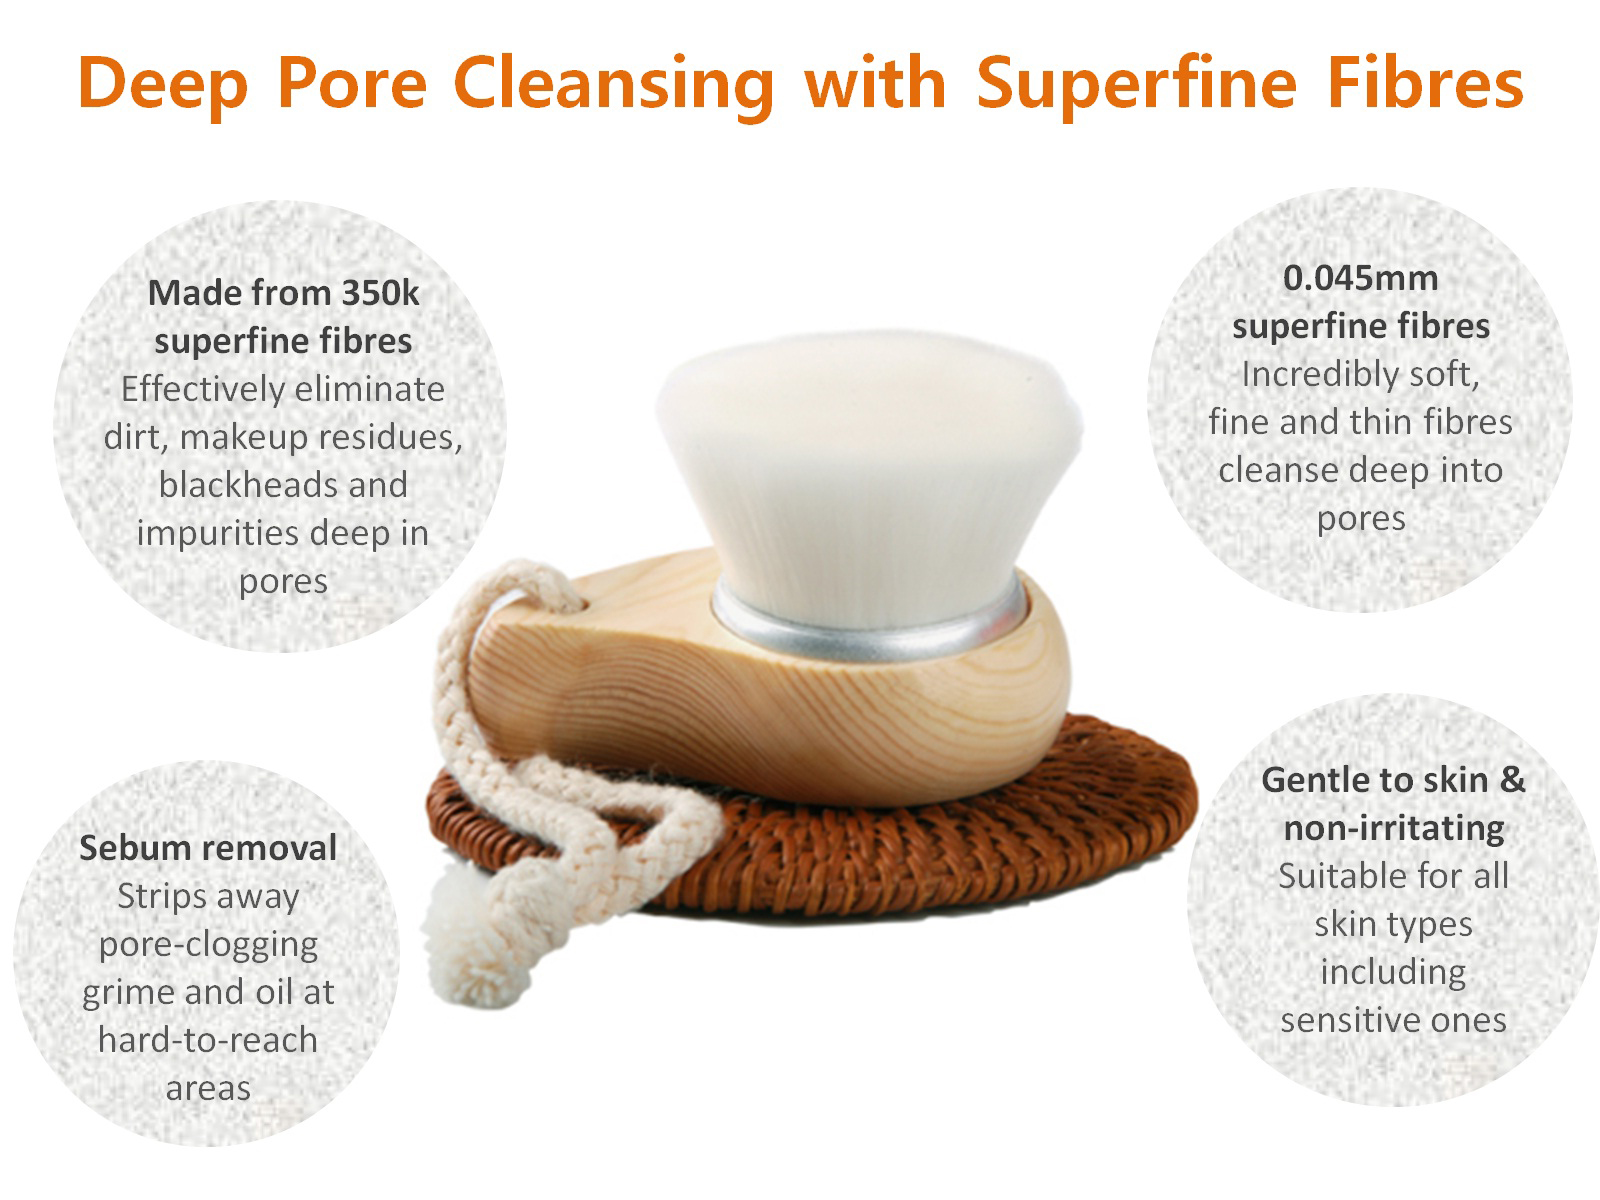 Deep Pore Cleansing with Superfine Fibres
Made from 350k
superfine fibres
Effectively eliminate
dirt, makeup residues,
blackheads and
impurities deep in
pores
0.045mm
superfine fibres
Incredibly soft,
fine and thin fibres
cleanse deep into
pores
Sebum removal
Strips away
pore-clogging
grime and oil at
hard-to-reach
areas
Gentle to skin &
non-irritating
Suitable for all
skin types
including
sensitive ones